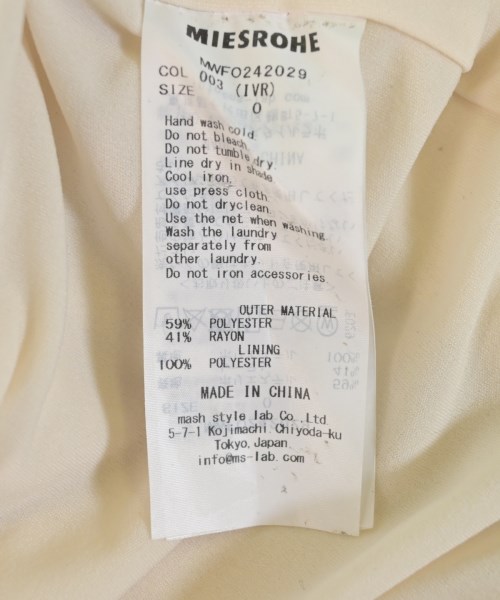 MIESROHE
MWFO242029
COL 003 (IVR)
SIZE 0
Hand wash cold
Do not bleach
Do not tumble dry
Line dry in shade
Cool iron,
use press cloth
Do not dryclean
Use the net when washing
Wash the laundry
separately from
other laundry.
Do not iron accessories
OUTER MATERIAL
59% POLYESTER
41% RAYON
LINING
100% POLYESTER
MADE IN CHINA
mash style lab Co.,Ltd.
5-7-1 Kojimachi Chiyoda-ku
Tokyo, Japan
info@ms-lab.com